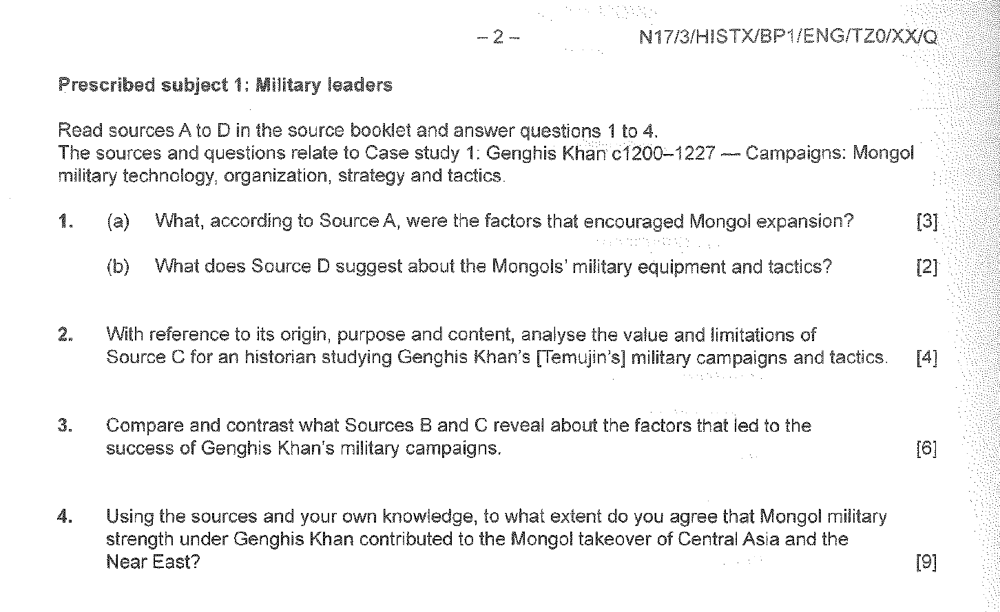 – 2 –
N17/3/HISTX/BP1/ENG/TZ0/XX/Q
Prescribed subject 1: Military leaders
Read sources A to D in the source booklet and answer questions 1 to 4.
The sources and questions relate to Case study 1: Genghis Khan c1200–1227 — Campaigns: Mongol
military technology, organization, strategy and tactics.
1. (a) What, according to Source A, were the factors that encouraged Mongol expansion? [3]
(b) What does Source D suggest about the Mongols' military equipment and tactics? [2]
2. With reference to its origin, purpose and content, analyse the value and limitations of
Source C for an historian studying Genghis Khan's [Temujin's] military campaigns and tactics. [4]
3. Compare and contrast what Sources B and C reveal about the factors that led to the
success of Genghis Khan's military campaigns. [6]
4. Using the sources and your own knowledge, to what extent do you agree that Mongol military
strength under Genghis Khan contributed to the Mongol takeover of Central Asia and the
Near East? [9]